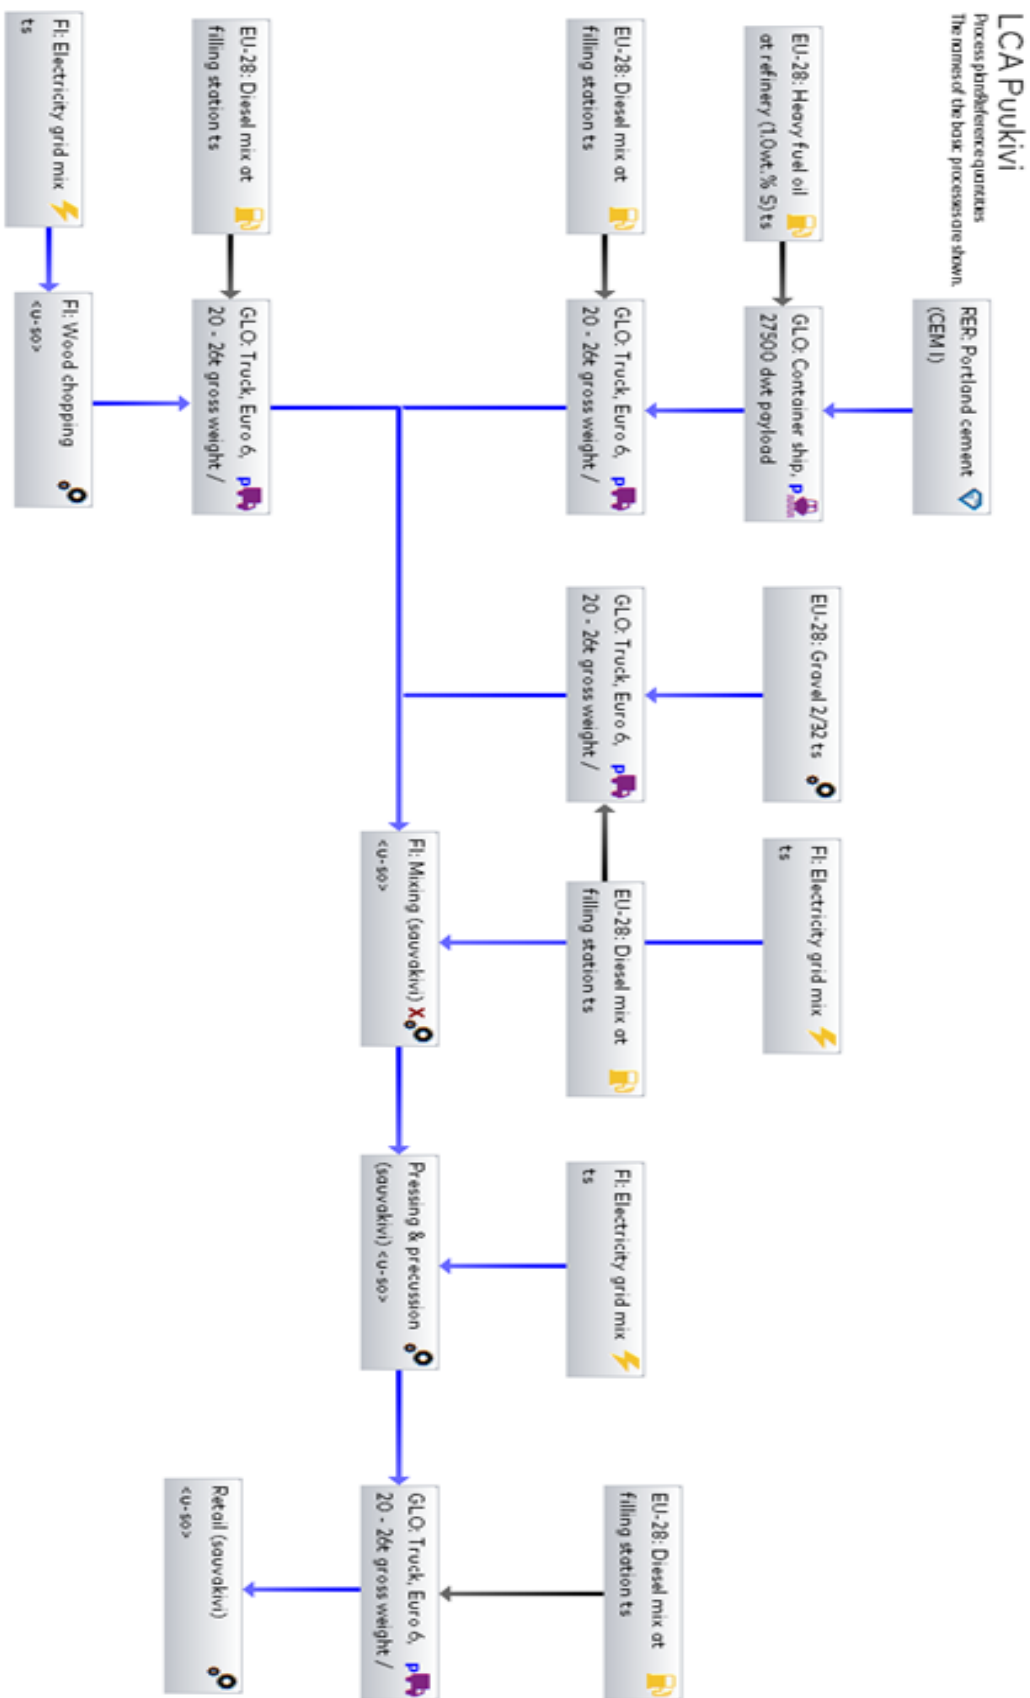 LCA Puukivi
Process plan:Reference quantities
The names of the basic processes are shown.
RER: Portland cement
(CEM I)
EU-28: Heavy fuel oil
at refinery (1.0wt.% S) ts
GLO: Container ship, p
27500 dwt payload
EU-28: Gravel 2/32 ts
FI: Electricity grid mix
ts
EU-28: Diesel mix at
filling station ts
GLO: Truck, Euro 6, p
20 - 26t gross weight /
GLO: Truck, Euro 6, p
20 - 26t gross weight /
EU-28: Diesel mix at
filling station ts
FI: Electricity grid mix
ts
EU-28: Diesel mix at
filling station ts
FI: Mixing (sauvakivi) X
<u-so>
Pressing & precussion
(sauvakivi) <u-so>
GLO: Truck, Euro 6, p
20 - 26t gross weight /
EU-28: Diesel mix at
filling station ts
GLO: Truck, Euro 6, p
20 - 26t gross weight /
Retail (sauvakivi)
<u-so>
FI: Electricity grid mix
ts
FI: Wood chopping
<u-so>